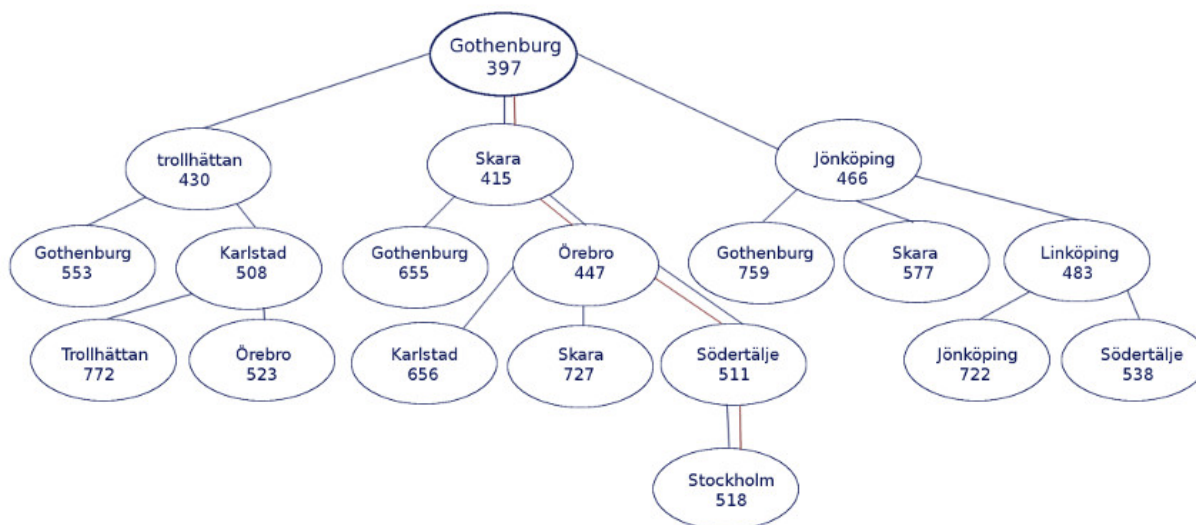 Gothenburg
397
trollhättan
430
Skara
415
Jönköping
466
Gothenburg
553
Karlstad
508
Gothenburg
655
Örebro
447
Gothenburg
759
Skara
577
Linköping
483
Trollhättan
772
Örebro
523
Karlstad
656
Skara
727
Södertälje
511
Jönköping
722
Södertälje
538
Stockholm
518